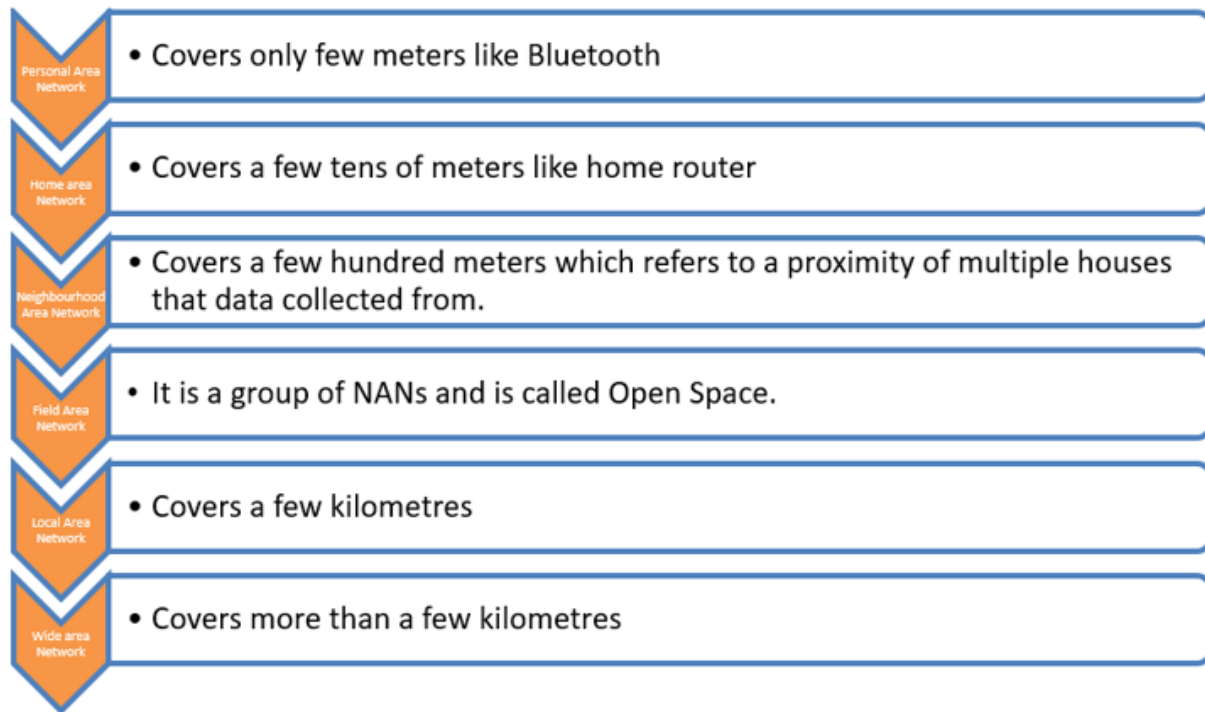 Personal Area
Network
• Covers only few meters like Bluetooth
Home area
Network
• Covers a few tens of meters like home router
Neighbourhood
Area Network
• Covers a few hundred meters which refers to a proximity of multiple houses
that data collected from.
Field Area
Network
• It is a group of NANs and is called Open Space.
Local Area
Network
• Covers a few kilometres
Wide area
Network
• Covers more than a few kilometres